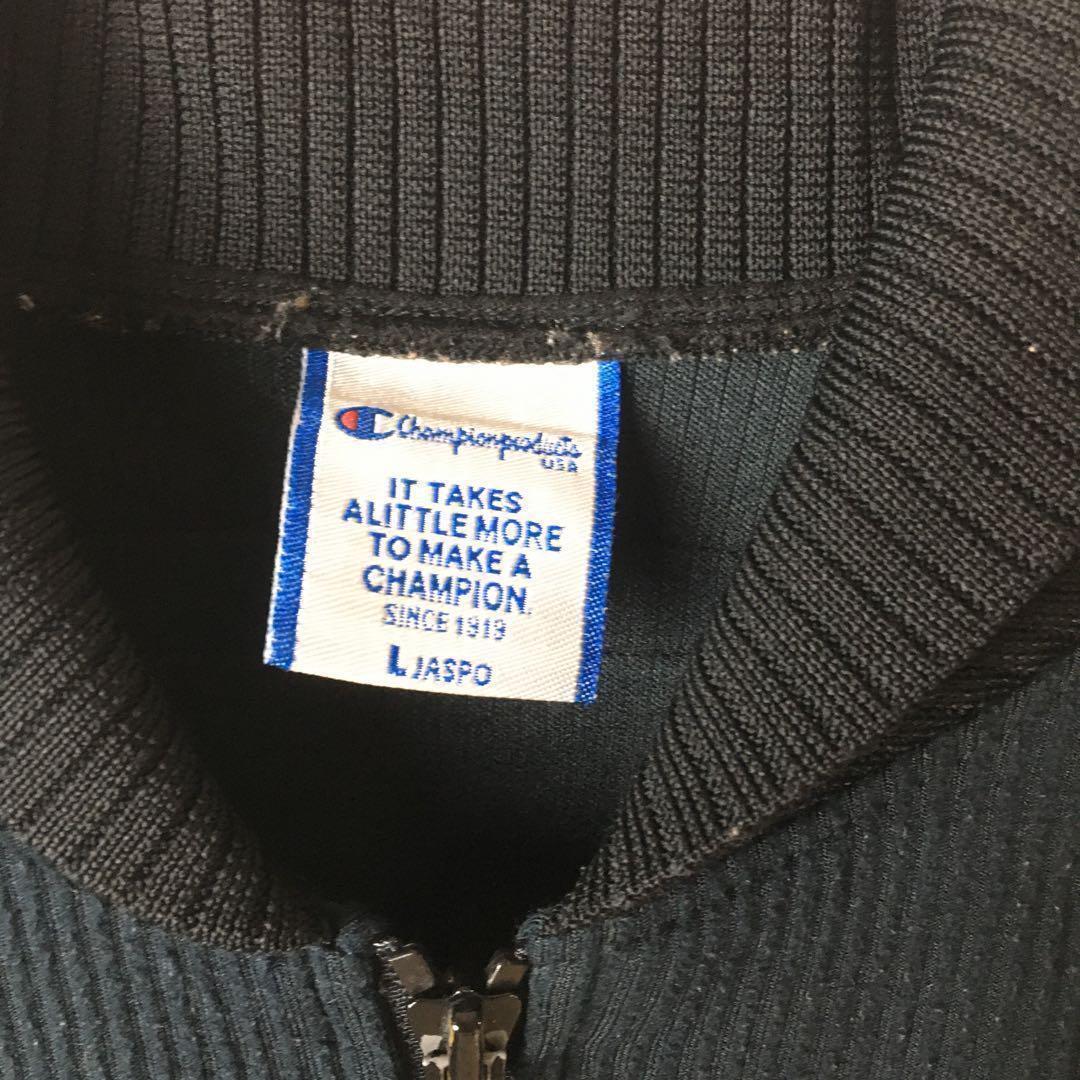 Championproducts
USA
IT TAKES
ALITTLE MORE
TO MAKE A
CHAMPION.
SINCE 1919
L JASPO